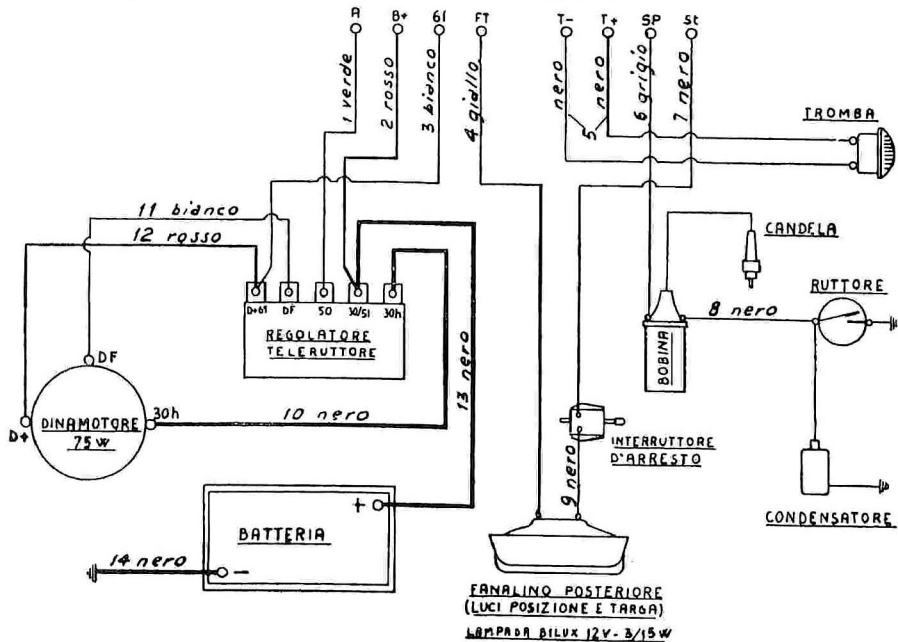 A B+ 61 FT T- T+ SP St
1 verde
2 rosso
3 bianco
4 giallo
nero
5
nero
6 grigio
7 nero
TROMBA
11 bianco
12 rosso
CANDELA
RUTTORE
D+61 DF 50 30/51 30h
REGOLATORE
TELERUTTORE
8 nero
BOBINA
13 nero
DF
DINAMOTORE
75 W
D+
30h
10 nero
INTERRUTTORE
D'ARRESTO
9 nero
CONDENSATORE
BATTERIA
+
-
14 nero
FANALINO POSTERIORE
(LUCI POSIZIONE E TARGA)
LAMPADA BILUX 12V - 3/15 W